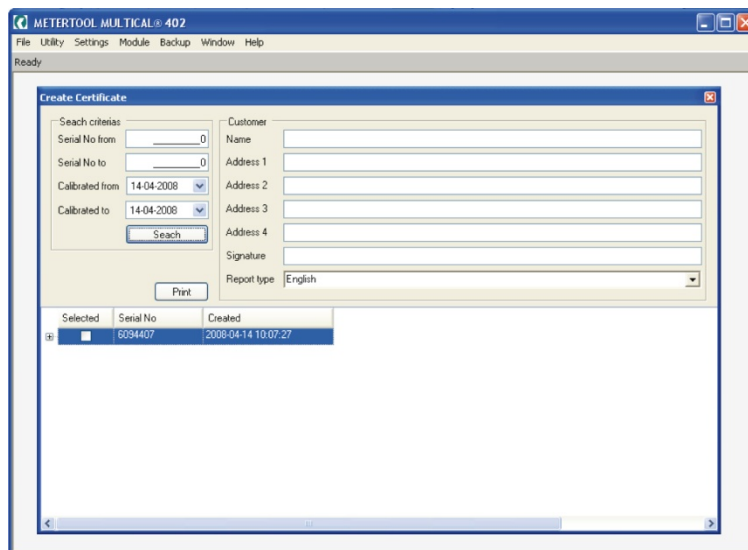 METERTOOL MULTICAL® 402
File Utility Settings Module Backup Window Help
Ready
Create Certificate
Seach criterias
Serial No from 0
Serial No to 0
Calibrated from 14-04-2008
Calibrated to 14-04-2008
Seach
Print
Customer
Name
Address 1
Address 2
Address 3
Address 4
Signature
Report type English
Selected Serial No Created
6094407 2008-04-14 10:07:27